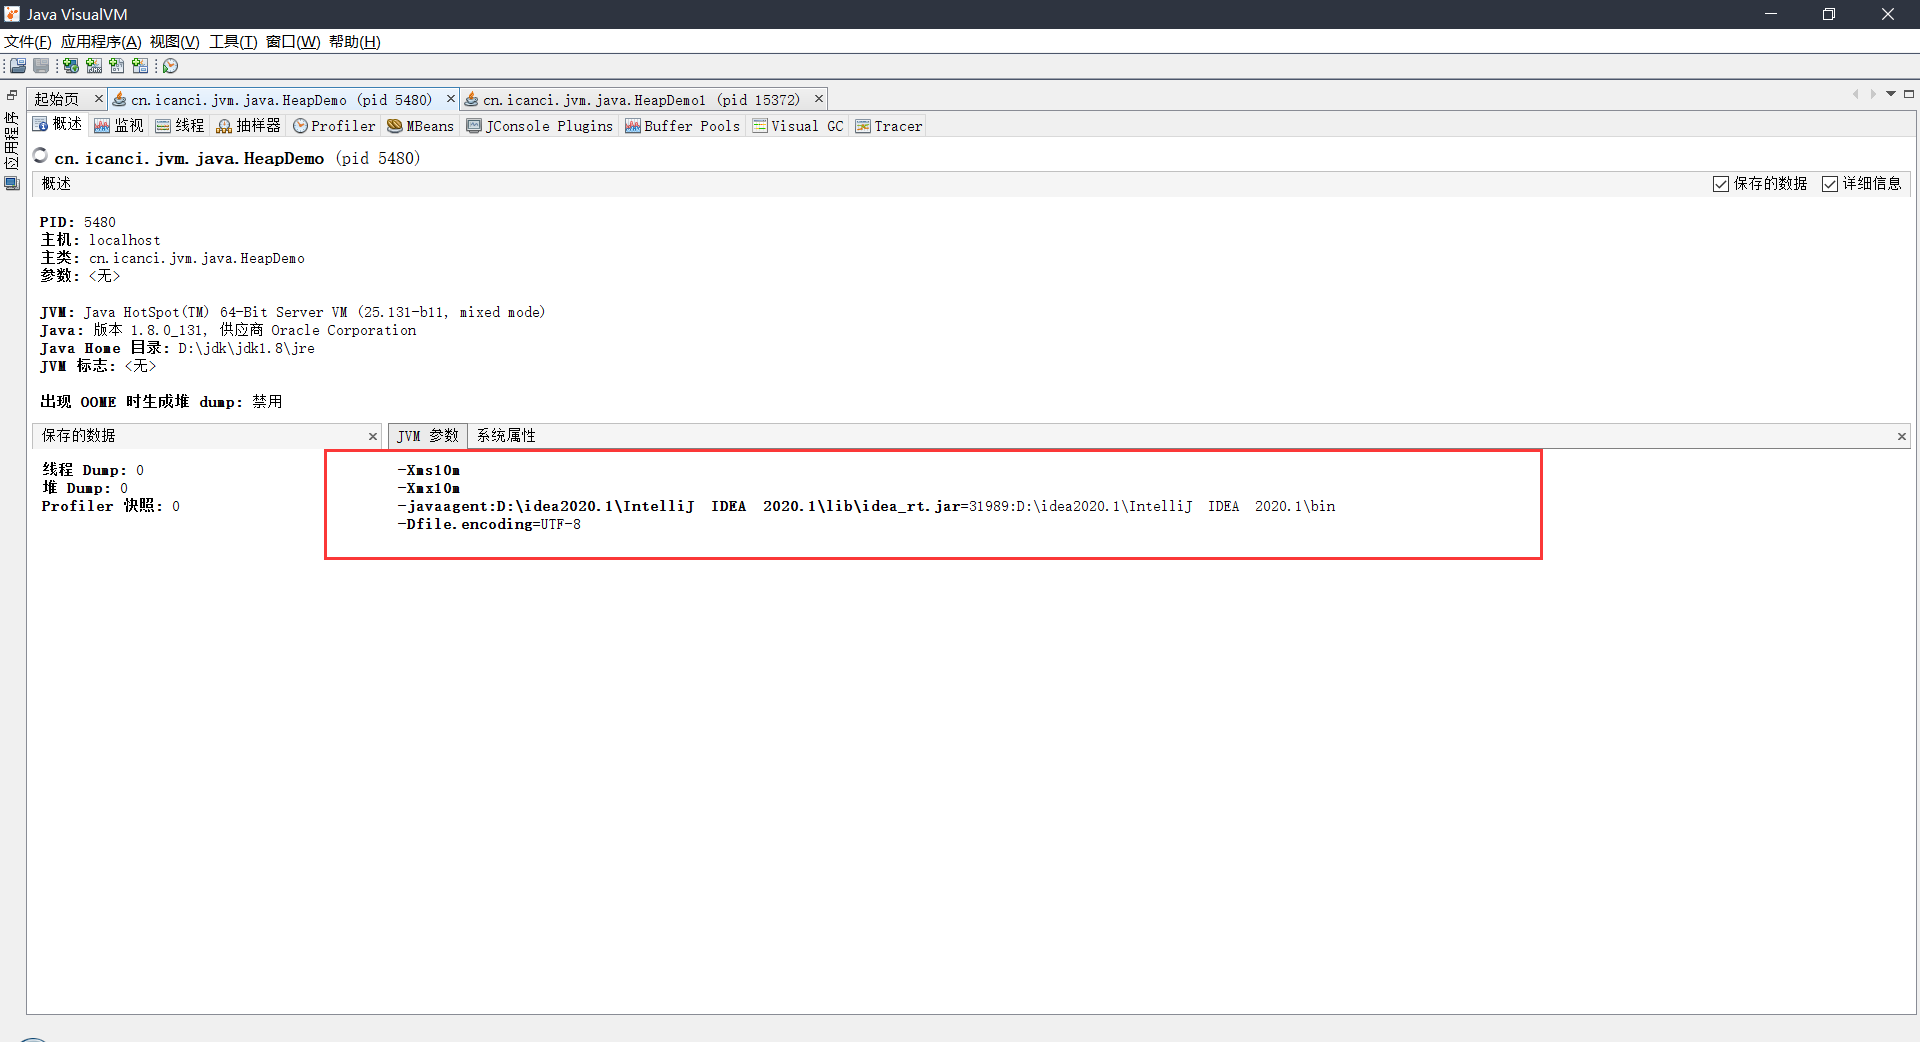 Java VisualVM
文件(F) 应用程序(A) 视图(V) 工具(T) 窗口(W) 帮助(H)
应用程序
起始页 cn.icanci.jvm.java.HeapDemo (pid 5480) cn.icanci.jvm.java.HeapDemo1 (pid 15372)
概述 监视 线程 抽样器 Profiler MBeans JConsole Plugins Buffer Pools Visual GC Tracer
cn.icanci.jvm.java.HeapDemo (pid 5480)
概述 保存的数据 详细信息
PID: 5480
主机: localhost
主类: cn.icanci.jvm.java.HeapDemo
参数: <无>
JVM: Java HotSpot(TM) 64-Bit Server VM (25.131-b11, mixed mode)
Java: 版本 1.8.0_131, 供应商 Oracle Corporation
Java Home 目录: D:\jdk\jdk1.8\jre
JVM 标志: <无>
出现 OOME 时生成堆 dump: 禁用
保存的数据
线程 Dump: 0
堆 Dump: 0
Profiler 快照: 0
JVM 参数 系统属性
-Xms10m
-Xmx10m
-javaagent:D:\idea2020.1\IntelliJ IDEA 2020.1\lib\idea_rt.jar=31989:D:\idea2020.1\IntelliJ IDEA 2020.1\bin
-Dfile.encoding=UTF-8